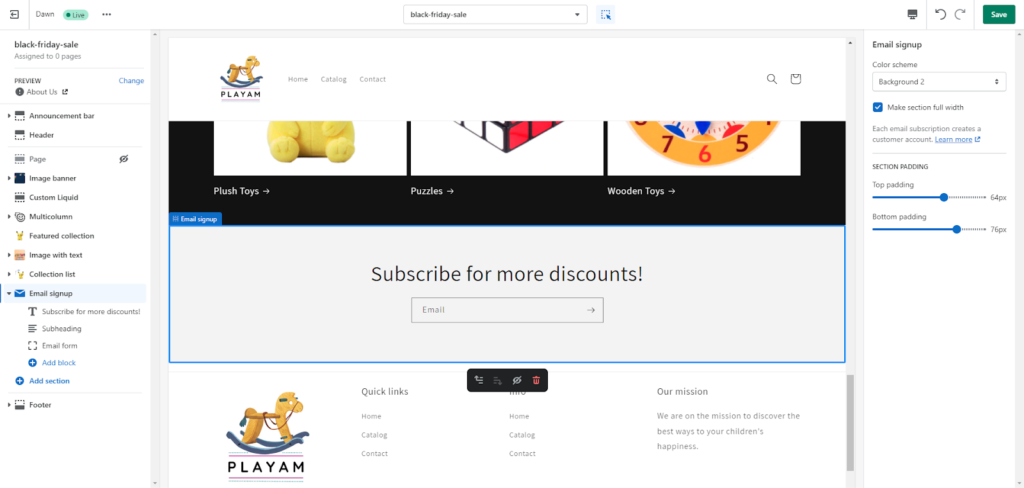 Dawn
Live
black-friday-sale
Save
black-friday-sale
Assigned to 0 pages
PREVIEW
Change
About Us
Announcement bar
Header
Page
Image banner
Custom Liquid
Multicolumn
Featured collection
Image with text
Collection list
Email signup
Subscribe for more discounts!
Subheading
Email form
Add block
Add section
Footer
PLAYAM
Home Catalog Contact
6
Plush Toys → Puzzles → Wooden Toys →
Email signup
Subscribe for more discounts!
Email
Quick links
Home
Catalog
Contact
Info
Home
Catalog
Contact
Our mission
We are on the mission to discover the
best ways to your children's
happiness.
PLAYAM
Email signup
Color scheme
Background 2
Make section full width
Each email subscription creates a
customer account. Learn more
SECTION PADDING
Top padding
64px
Bottom padding
76px